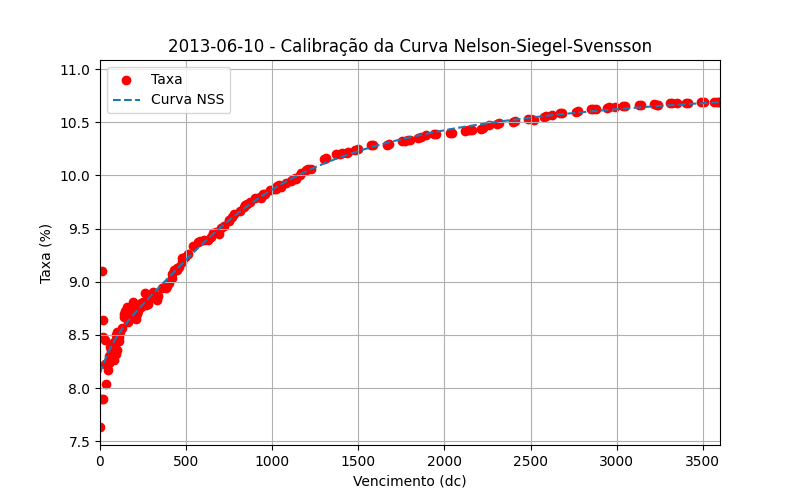 2013-06-10 - Calibração da Curva Nelson-Siegel-Svensson
Taxa
Curva NSS
Taxa (%)
11.0
10.5
10.0
9.5
9.0
8.5
8.0
7.5
0 500 1000 1500 2000 2500 3000 3500
Vencimento (dc)